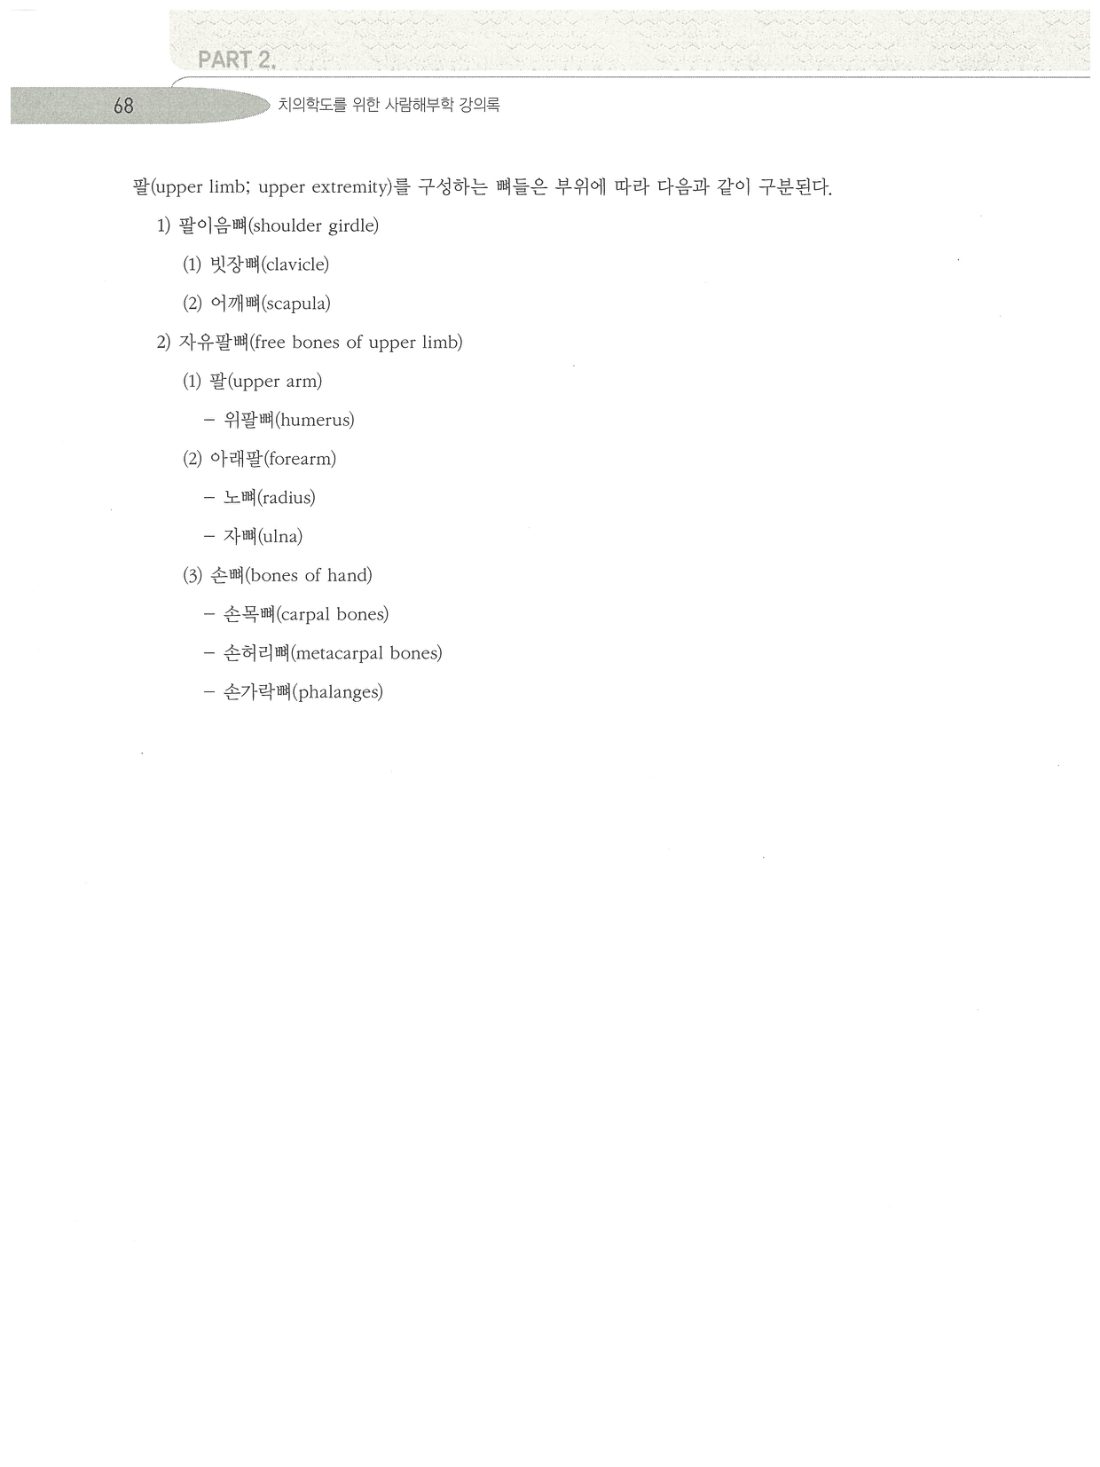 PART 2.
68
치의학도를 위한 사람해부학 강의록
팔(upper limb; upper extremity)를 구성하는 뼈들은 부위에 따라 다음과 같이 구분된다.
1) 팔이음뼈(shoulder girdle)
(1) 빗장뼈(clavicle)
(2) 어깨뼈(scapula)
2) 자유팔뼈(free bones of upper limb)
(1) 팔(upper arm)
– 위팔뼈(humerus)
(2) 아래팔(forearm)
– 노뼈(radius)
– 자뼈(ulna)
(3) 손뼈(bones of hand)
– 손목뼈(carpal bones)
– 손허리뼈(metacarpal bones)
– 손가락뼈(phalanges)